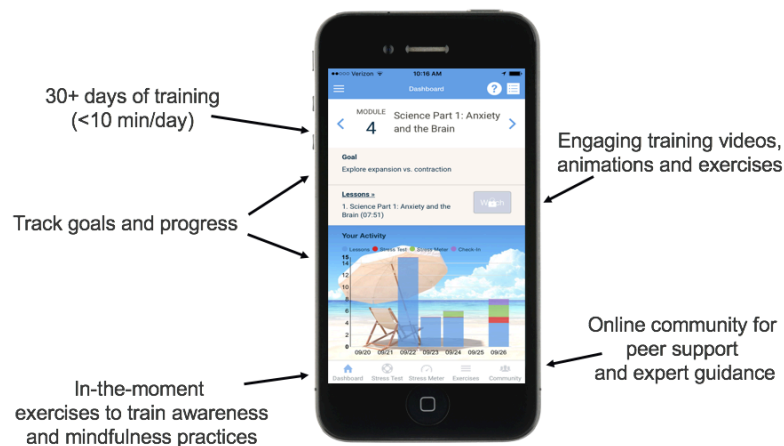 30+ days of training
(<10 min/day)
Track goals and progress
In-the-moment
exercises to train awareness
and mindfulness practices
Verizon 10:16 AM
Dashboard ?
MODULE
4
Science Part 1: Anxiety
and the Brain
Goal
Explore expansion vs. contraction
Lessons »
1. Science Part 1: Anxiety and the
Brain (07:51)
Your Activity
Lessons Stress Test Stress Meter Check-In
15
14
12
10
8
6
4
2
0
09/20 09/21 09/22 09/23 09/24 09/25 09/26
Dashboard Stress Test Stress Meter Exercises Community
Engaging training videos,
animations and exercises
Online community for
peer support
and expert guidance